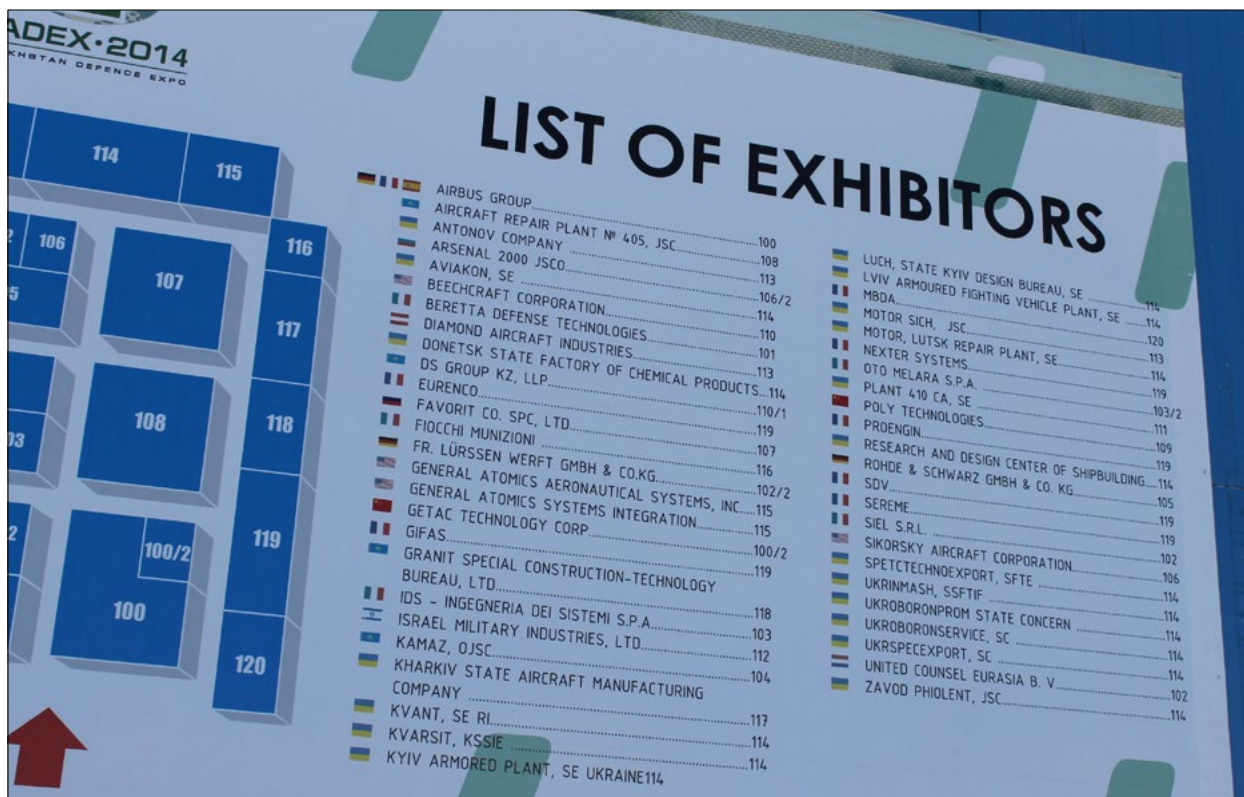 ADEX·2014
KHSTAN DEFENCE EXPO
LIST OF EXHIBITORS
114
115
2
106
107
116
05
117
108
118
03
2
100/2
119
100
120
AIRBUS GROUP...100
AIRCRAFT REPAIR PLANT № 405, JSC...108
ANTONOV COMPANY...113
ARSENAL 2000 JSCO...106/2
AVIAKON, SE...114
BEECHCRAFT CORPORATION...110
BERETTA DEFENSE TECHNOLOGIES...101
DIAMOND AIRCRAFT INDUSTRIES...113
DONETSK STATE FACTORY OF CHEMICAL PRODUCTS...114
DS GROUP KZ, LLP...110/1
EURENCO...119
FAVORIT CO. SPC, LTD...107
FIOCCHI MUNIZIONI...116
FR. LÜRSSEN WERFT GMBH & CO.KG...102/2
GENERAL ATOMICS AERONAUTICAL SYSTEMS, INC...115
GENERAL ATOMICS SYSTEMS INTEGRATION...115
GETAC TECHNOLOGY CORP...100/2
GIFAS...119
GRANIT SPECIAL CONSTRUCTION-TECHNOLOGY
BUREAU, LTD...118
IDS - INGEGNERIA DEI SISTEMI S.P.A...103
ISRAEL MILITARY INDUSTRIES, LTD...112
KAMAZ, OJSC...104
KHARKIV STATE AIRCRAFT MANUFACTURING
COMPANY...117
KVANT, SE RI...114
KVARSIT, KSSIE...114
KYIV ARMORED PLANT, SE UKRAINE114
LUCH, STATE KYIV DESIGN BUREAU, SE...114
LVIV ARMOURED FIGHTING VEHICLE PLANT, SE...114
MBDA...120
MOTOR SICH, JSC...113
MOTOR, LUTSK REPAIR PLANT, SE...114
NEXTER SYSTEMS...119
OTO MELARA S.P.A....103/2
PLANT 410 CA, SE...111
POLY TECHNOLOGIES...109
PROENGIN...119
RESEARCH AND DESIGN CENTER OF SHIPBUILDING...114
ROHDE & SCHWARZ GMBH & CO. KG...105
SDV...119
SEREME...119
SIEL S.R.L....102
SIKORSKY AIRCRAFT CORPORATION...106
SPETCTECHNOEXPORT, SFTE...114
UKRINMASH, SSFTIF...114
UKROBORONPROM STATE CONCERN...114
UKROBORONSERVICE, SC...114
UKRSPECEXPORT, SC...114
UNITED COUNSEL EURASIA B. V...102
ZAVOD PHIOLENT, JSC...114